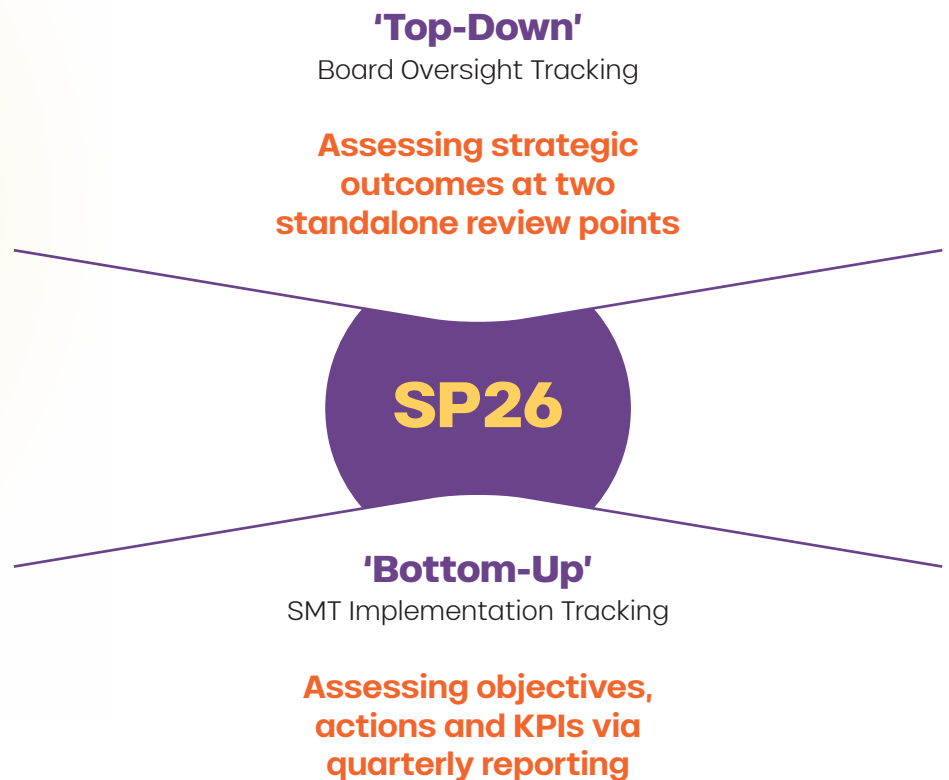 ‘Top-Down’
Board Oversight Tracking
Assessing strategic
outcomes at two
standalone review points
SP26
‘Bottom-Up’
SMT Implementation Tracking
Assessing objectives,
actions and KPIs via
quarterly reporting